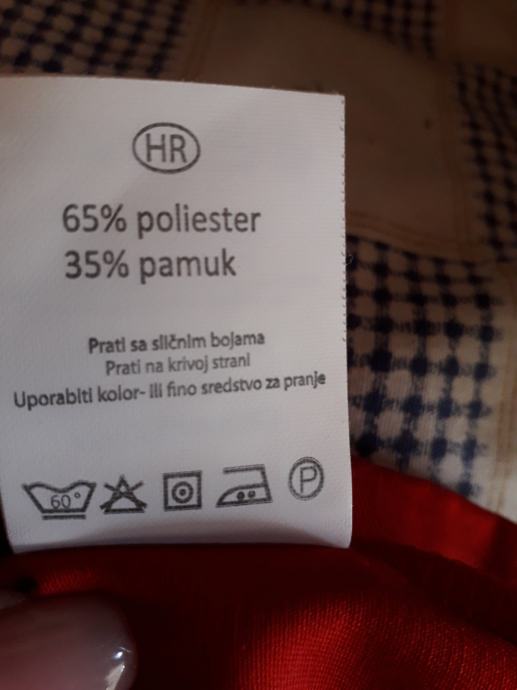 HR
65% poliester
35% pamuk
Prati sa sličnim bojama
Prati na krivoj strani
Uporabiti kolor- ili fino sredstvo za pranje
60°
P